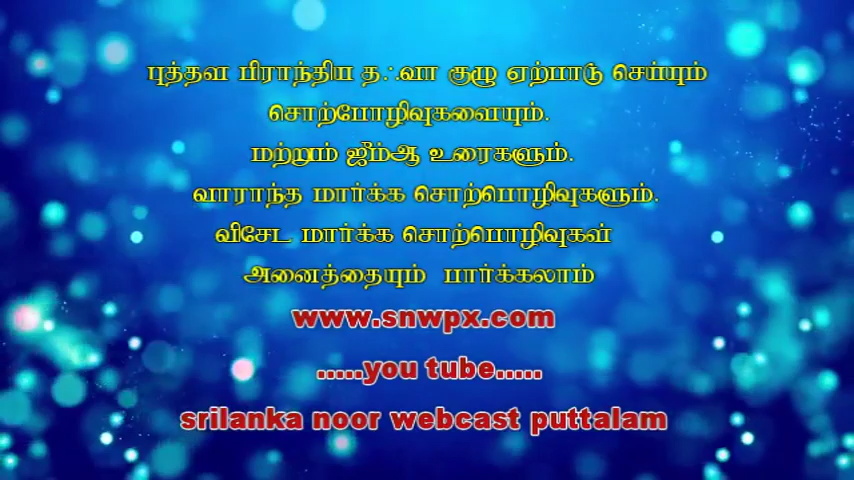 புத்தள பிராந்திய தஃவா குழு ஏற்பாடு செய்யும்
சொற்போழிவுகளையும்.
மற்றும் ஜீம்ஆ உரைகளும்.
வாராந்த மார்க்க சொற்பொழிவுகளும்.
விசேட மார்க்க சொற்பொழிவுகள்
அனைத்தையும் பார்க்கலாம்
www.snwpx.com
.....you tube.....
srilanka noor webcast puttalam